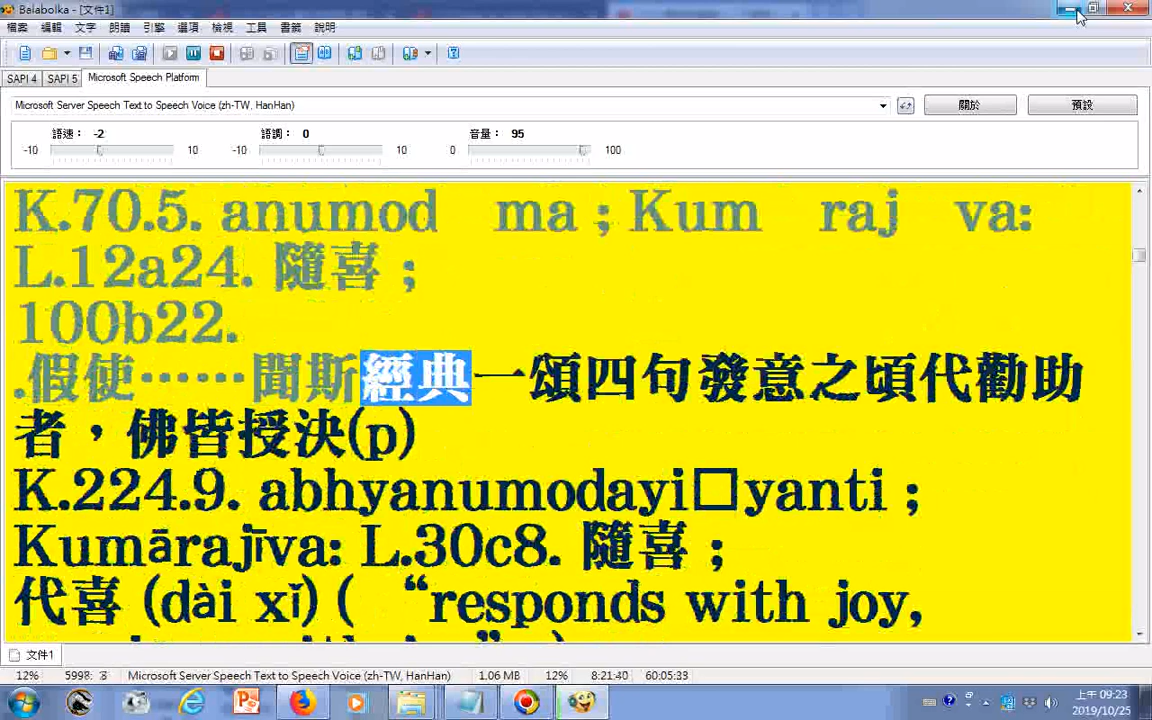 Balabolka - [文件1]
檔案 編輯 文字 朗讀 引擎 選項 檢視 工具 書籤 說明
SAPI 4 SAPI 5 Microsoft Speech Platform
Microsoft Server Speech Text to Speech Voice (zh-TW, HanHan) 關於 預設
語速： -2 語調： 0 音量： 95
-10 10 -10 10 0 100
K.70.5. anumod ma ; Kum raj va:
L.12a24. 隨喜 ;
100b22.
.假使……聞斯經典一頌四句發意之頃代勸助
者，佛皆授決(p)
K.224.9. abhyanumodayi□yanti ;
Kumārajīva: L.30c8. 隨喜 ;
代喜 (dài xǐ) ( “responds with joy,
文件1
12% 5998: 3 Microsoft Server Speech Text to Speech Voice (zh-TW, HanHan) 1.06 MB 12% 8:21:40 60:05:33
上午 09:23
2019/10/25